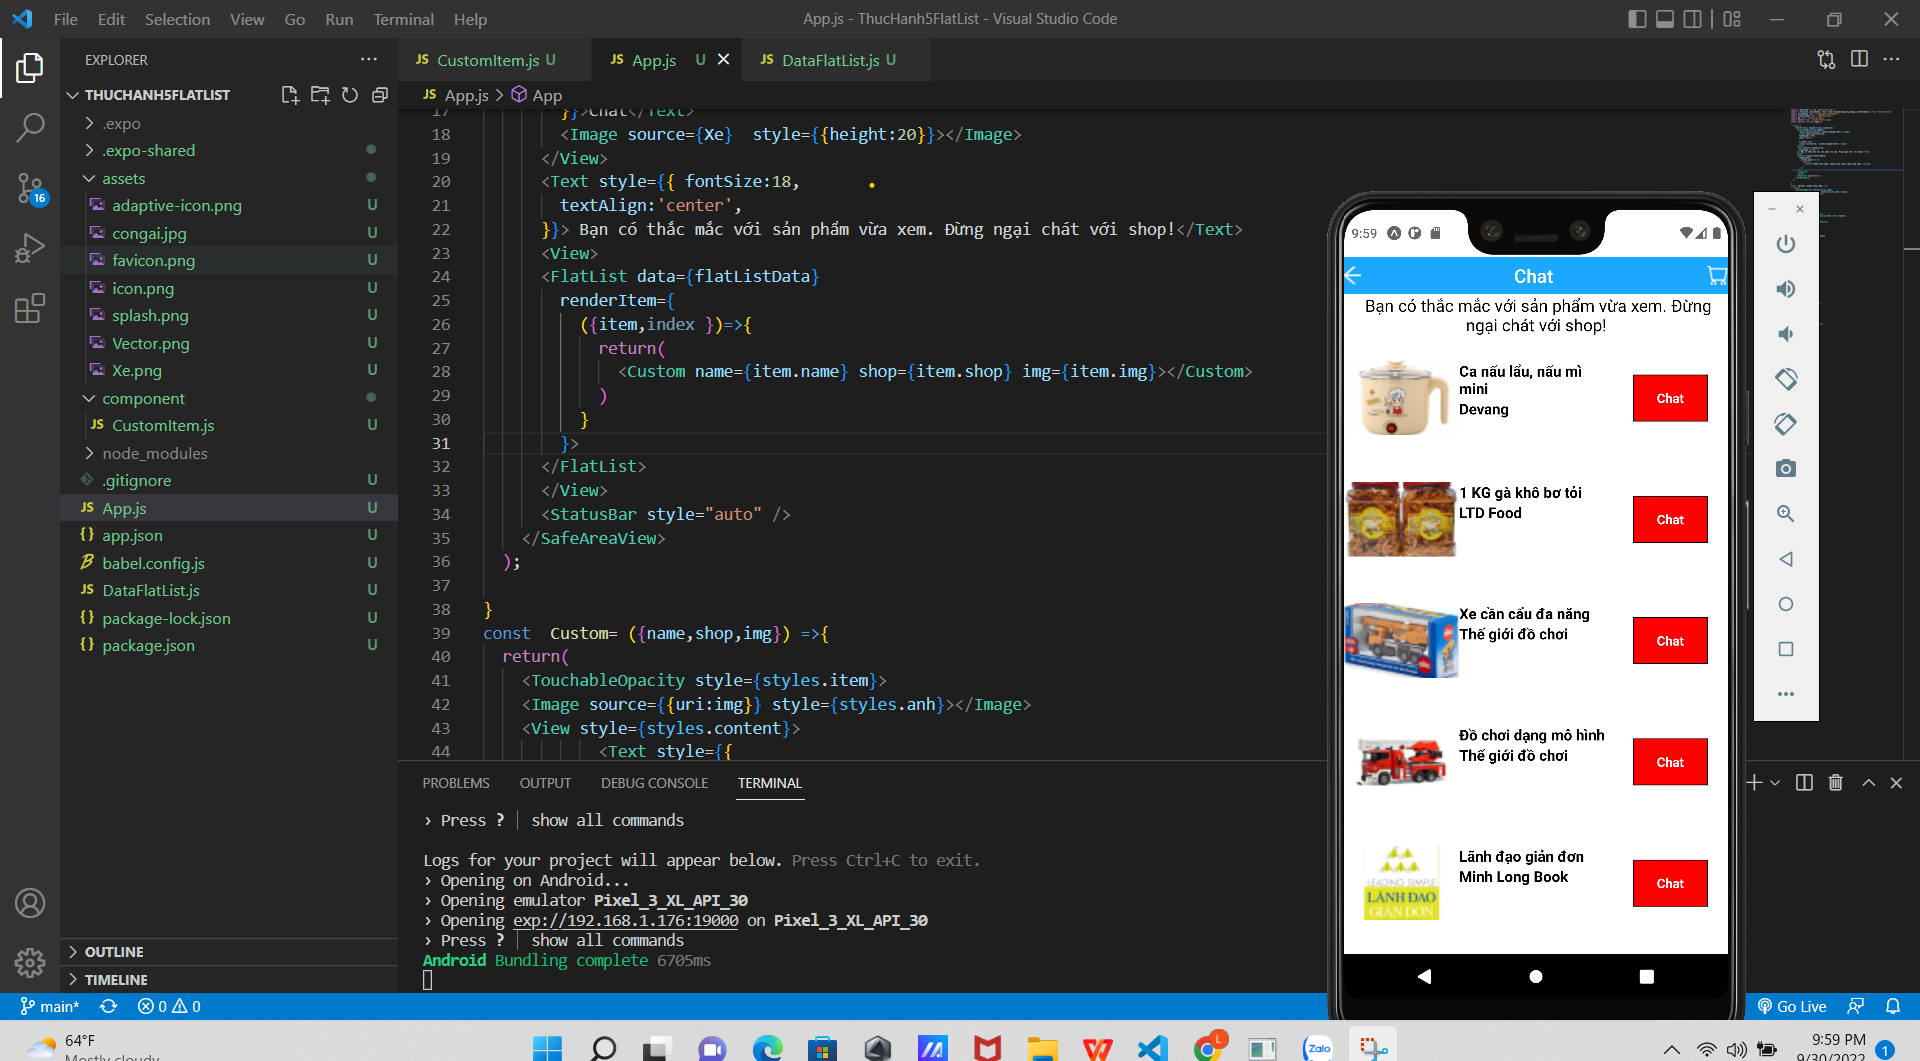 File Edit Selection View Go Run Terminal Help
App.js - ThucHanh5FlatList - Visual Studio Code
EXPLORER
THUCHANH5FLATLIST
.expo
.expo-shared
assets
adaptive-icon.png U
congai.jpg U
favicon.png U
icon.png U
splash.png U
Vector.png U
Xe.png U
component
JS CustomItem.js U
node_modules
.gitignore U
JS App.js U
{} app.json U
babel.config.js U
JS DataFlatList.js U
{} package-lock.json U
{} package.json U
OUTLINE
TIMELINE
16
JS CustomItem.js U
JS App.js U
JS DataFlatList.js U
JS App.js > App
17 }}>Chat</Text>
18 <Image source={Xe}  style={{height:20}}></Image>
19 </View>
20 <Text style={{ fontSize:18,
21 textAlign:'center',
22 }}> Bạn có thắc mắc với sản phẩm vừa xem. Đừng ngại chát với shop!</Text>
23 <View>
24 <FlatList data={flatListData}
25 renderItem={
26 ({item,index })=>{
27 return(
28 <Custom name={item.name} shop={item.shop} img={item.img}></Custom>
29 )
30 }
31 }>
32 </FlatList>
33 </View>
34 <StatusBar style="auto" />
35 </SafeAreaView>
36 );
37
38 }
39 const  Custom= ({name,shop,img}) =>{
40 return(
41 <TouchableOpacity style={styles.item}>
42 <Image source={{uri:img}} style={styles.anh}></Image>
43 <View style={styles.content}>
44 <Text style={{
PROBLEMS OUTPUT DEBUG CONSOLE TERMINAL
› Press ? │ show all commands
Logs for your project will appear below. Press Ctrl+C to exit.
› Opening on Android...
› Opening emulator Pixel_3_XL_API_30
› Opening exp://192.168.1.176:19000 on Pixel_3_XL_API_30
› Press ? │ show all commands
Android Bundling complete 6705ms
9:59
Chat
Bạn có thắc mắc với sản phẩm vừa xem. Đừng
ngại chát với shop!
Ca nấu lẩu, nấu mì
mini
Devang
Chat
1 KG gà khô bơ tỏi
LTD Food
Chat
Xe cần cẩu đa năng
Thế giới đồ chơi
Chat
Đồ chơi dạng mô hình
Thế giới đồ chơi
Chat
LEADING SIMPLE
LÃNH ĐẠO
GIẢN ĐƠN
Lãnh đạo giản đơn
Minh Long Book
Chat
main* 0 0
Go Live
64°F
Mostly cloudy
L
Zalo
9:59 PM
9/30/2022
1